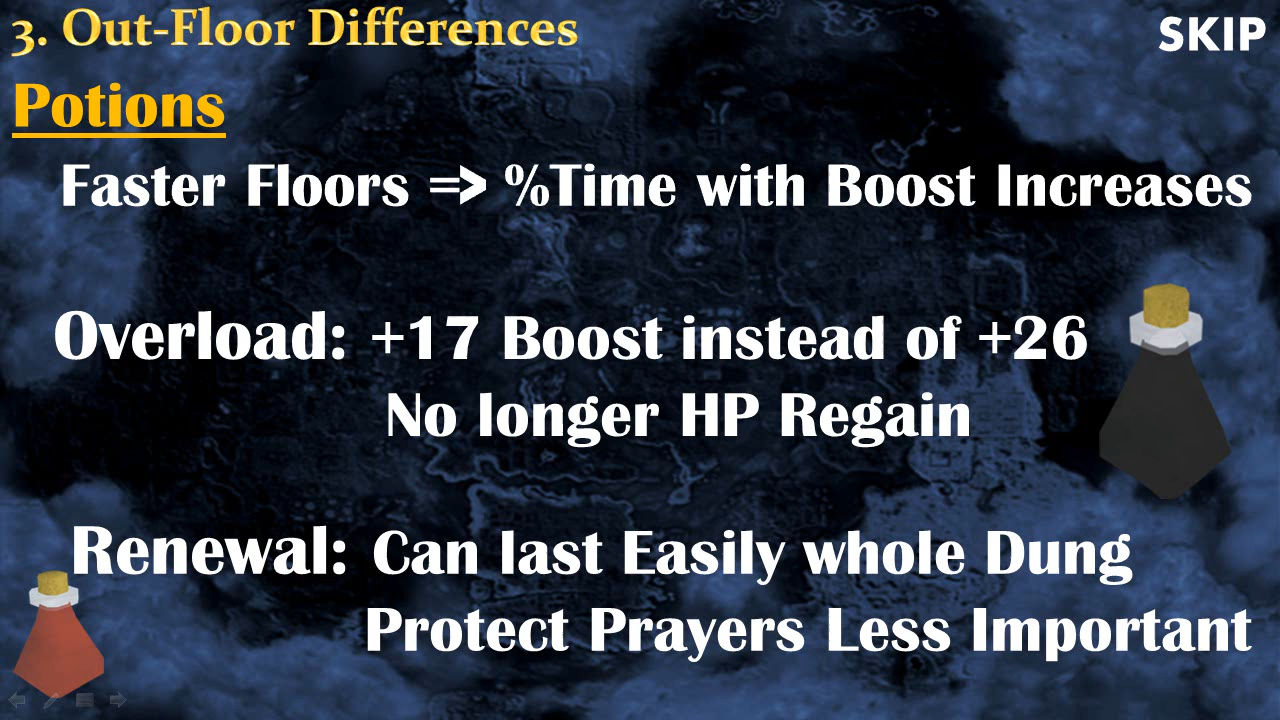 3. Out-Floor Differences
SKIP
Potions
Faster Floors => %Time with Boost Increases
Overload: +17 Boost instead of +26
No longer HP Regain
Renewal: Can last Easily whole Dung
Protect Prayers Less Important